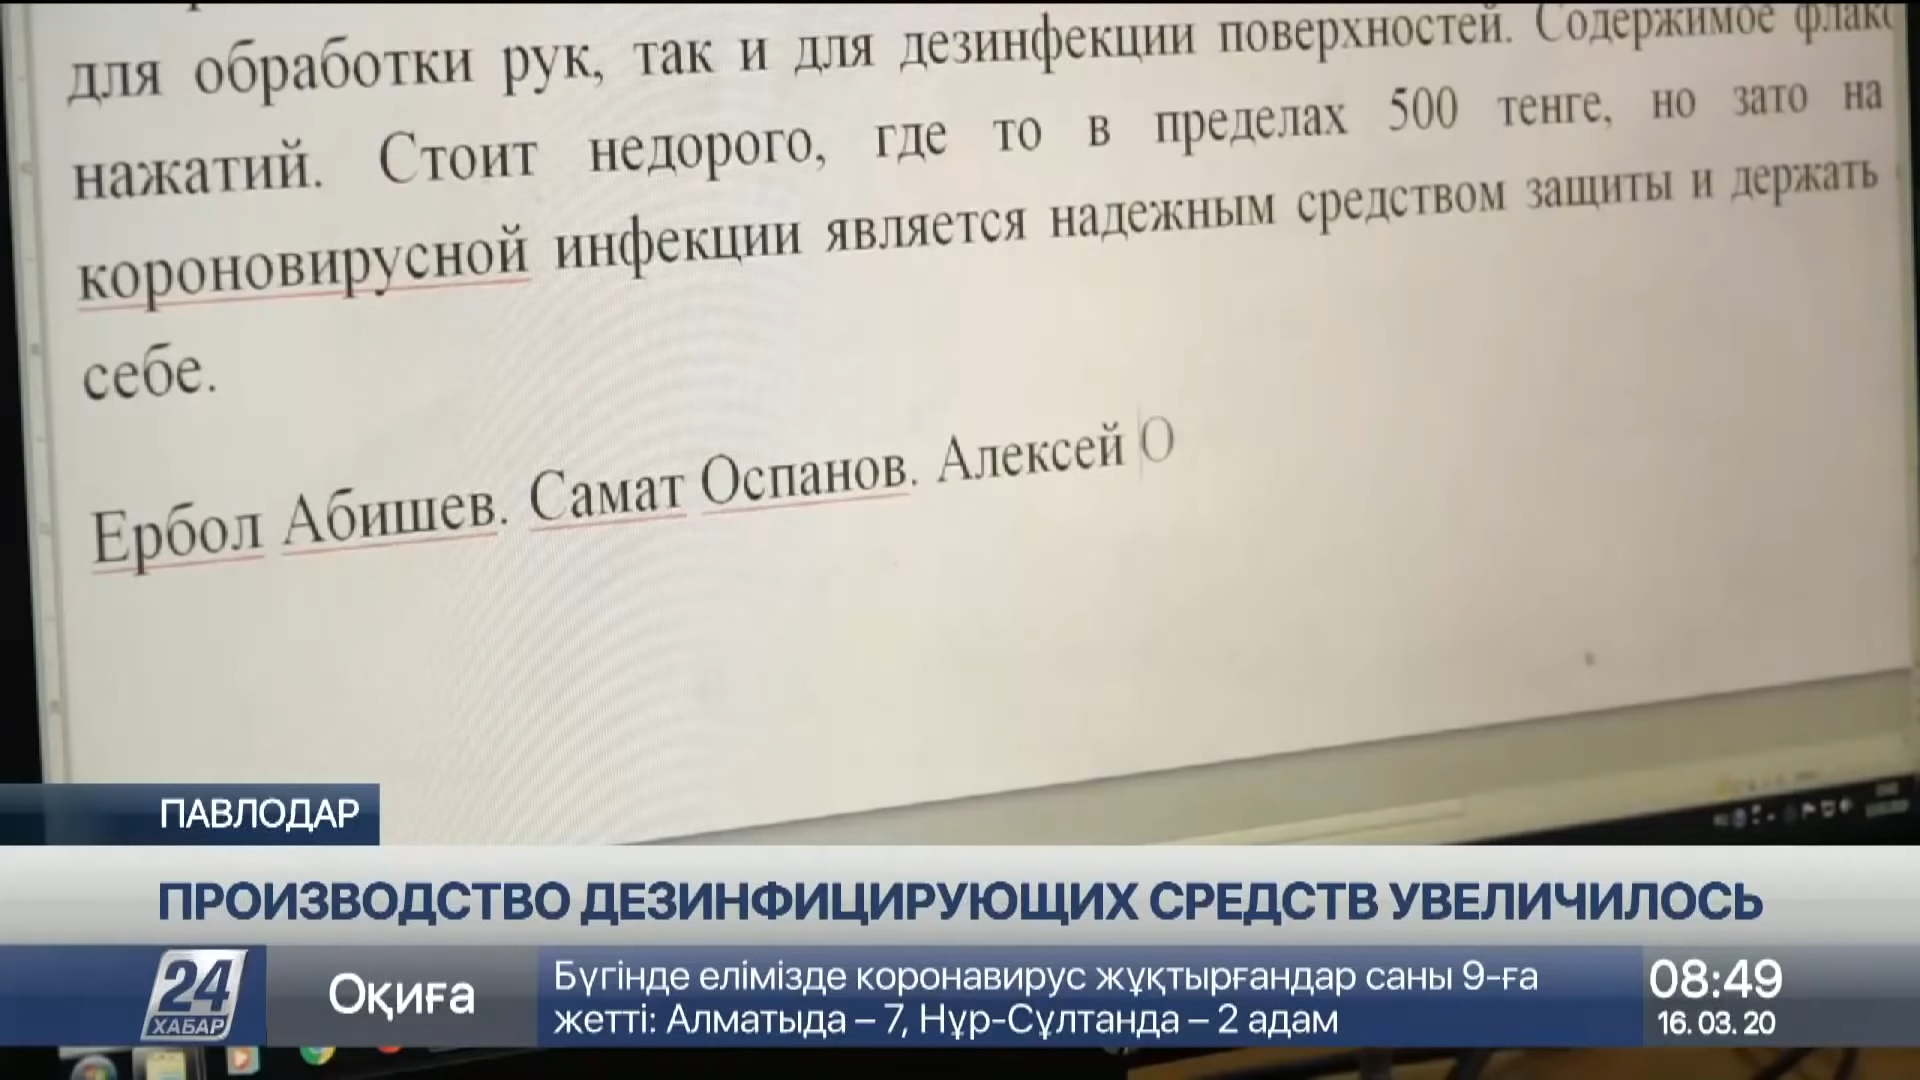 для обработки рук, так и для дезинфекции поверхностей. Содержимое
нажатий. Стоит недорого, где то в пределах 500 тенге, но зато на
короновирусной инфекции является надежным средством защиты и держать
себе.
Ербол Абишев. Самат Оспанов. Алексей О
ПАВЛОДАР
ПРОИЗВОДСТВО ДЕЗИНФИЦИРУЮЩИХ СРЕДСТВ УВЕЛИЧИЛОСЬ
24
ХАБАР
Оқиға
Бүгінде елімізде коронавирус жұқтырғандар саны 9-ға
жетті: Алматыда – 7, Нұр-Сұлтанда – 2 адам
08:49
16. 03. 20